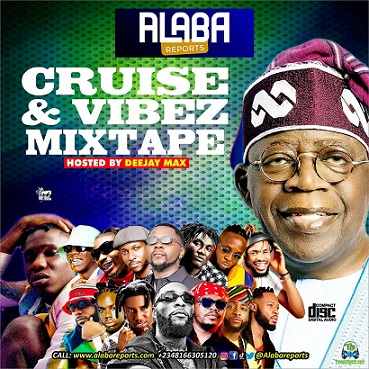 ALABA
REPORTS
CRUISE
& VIBEZ
MIXTAPE
HOSTED BY DEEJAY MAX
COMPACT
disc
DIGITAL AUDIO
CALL: www.alabareports.com +2348166305120 @Alabareports